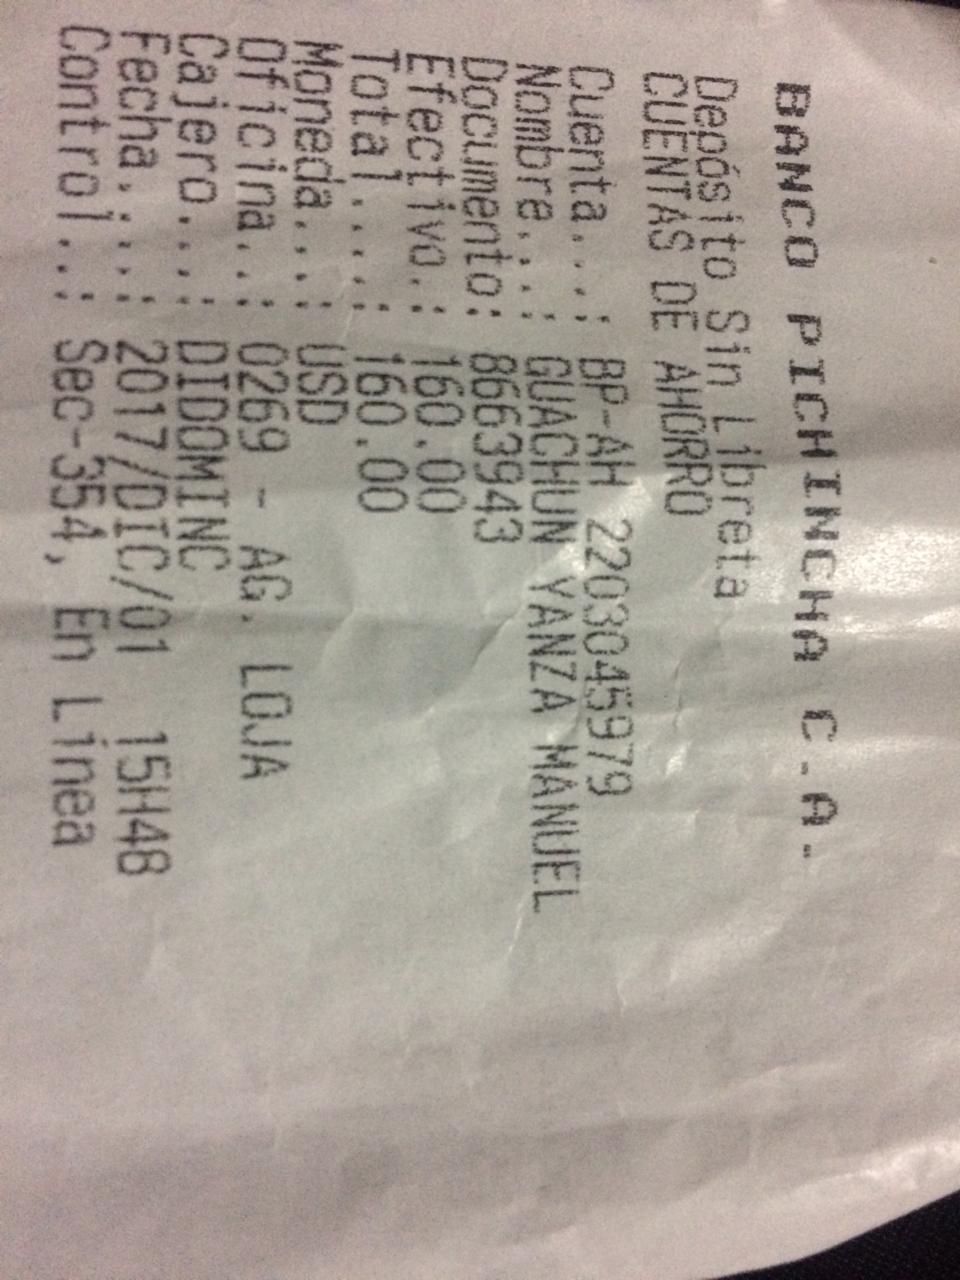 BANCO PICHINCHA C.A.
Depósito Sin Libreta
CUENTAS DE AHORRO
Cuenta...: BP-AH 2203045979
Nombre...: GUACHUN YANZA MANUEL
Documento: 8663943
Efectivo.: 160.00
Total....: 160.00
Moneda...: USD
Oficina..: 0269 - AG. LOJA
Cajero...: DIDOMINC
Fecha.:..: 2017/DIC/01 15H48
Control..: Sec-354, En Línea